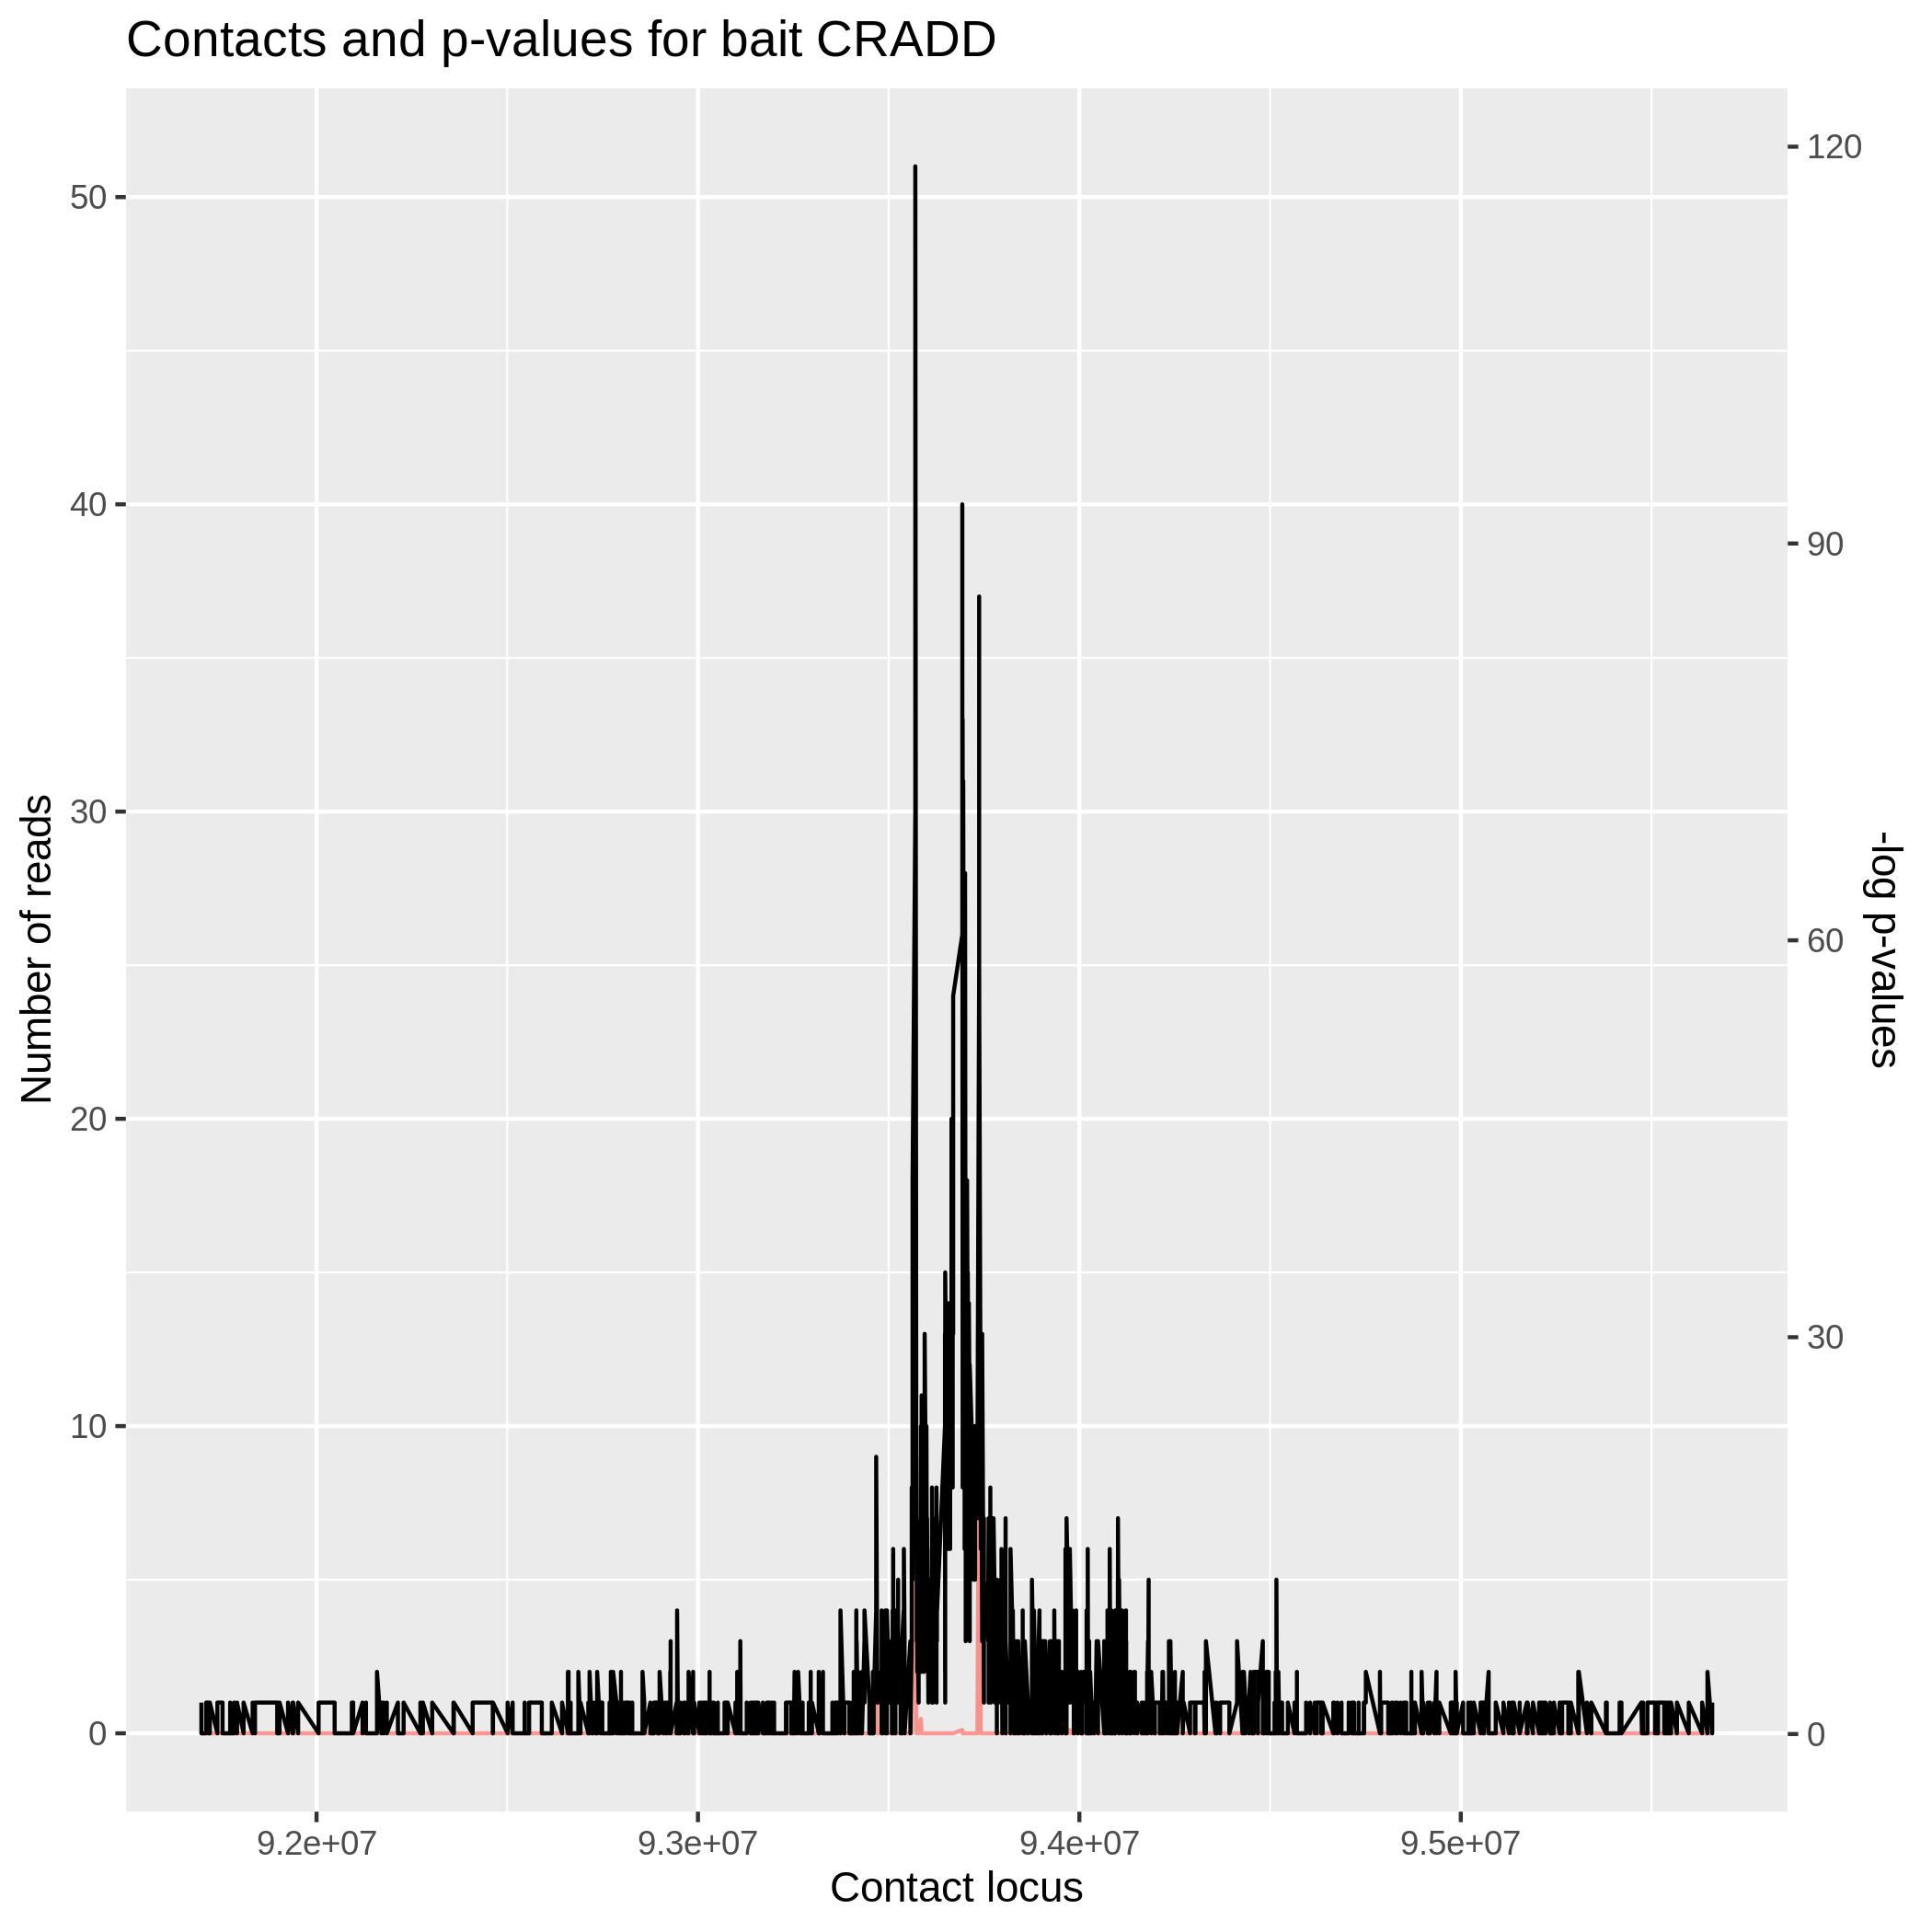 Contacts and p-values for bait CRADD
Number of reads
50
40
30
20
10
0
120
90
60
30
0
-log p-values
9.2e+07
9.3e+07
9.4e+07
9.5e+07
Contact locus